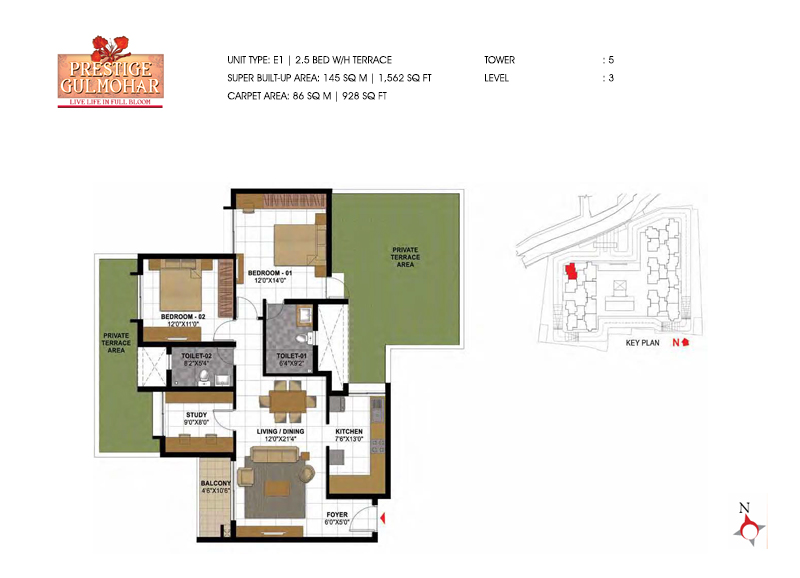 PRESTIGE
GULMOHAR
LIVE LIFE IN FULL BLOOM
UNIT TYPE: E1 | 2.5 BED W/H TERRACE
SUPER BUILT-UP AREA: 145 SQ M | 1,562 SQ FT
CARPET AREA: 86 SQ M | 928 SQ FT
TOWER : 5
LEVEL : 3
PRIVATE
TERRACE
AREA
BEDROOM - 01
12'0"X14'0"
BEDROOM - 02
12'0"X11'0"
PRIVATE
TERRACE
AREA
TOILET-02
8'2"X5'4"
TOILET-01
6'4"X9'2"
STUDY
9'0"X8'0"
LIVING / DINING
12'0"X21'4"
KITCHEN
7'6"X13'0"
BALCONY
4'6"X10'6"
FOYER
6'0"X5'0"
KEY PLAN N
N